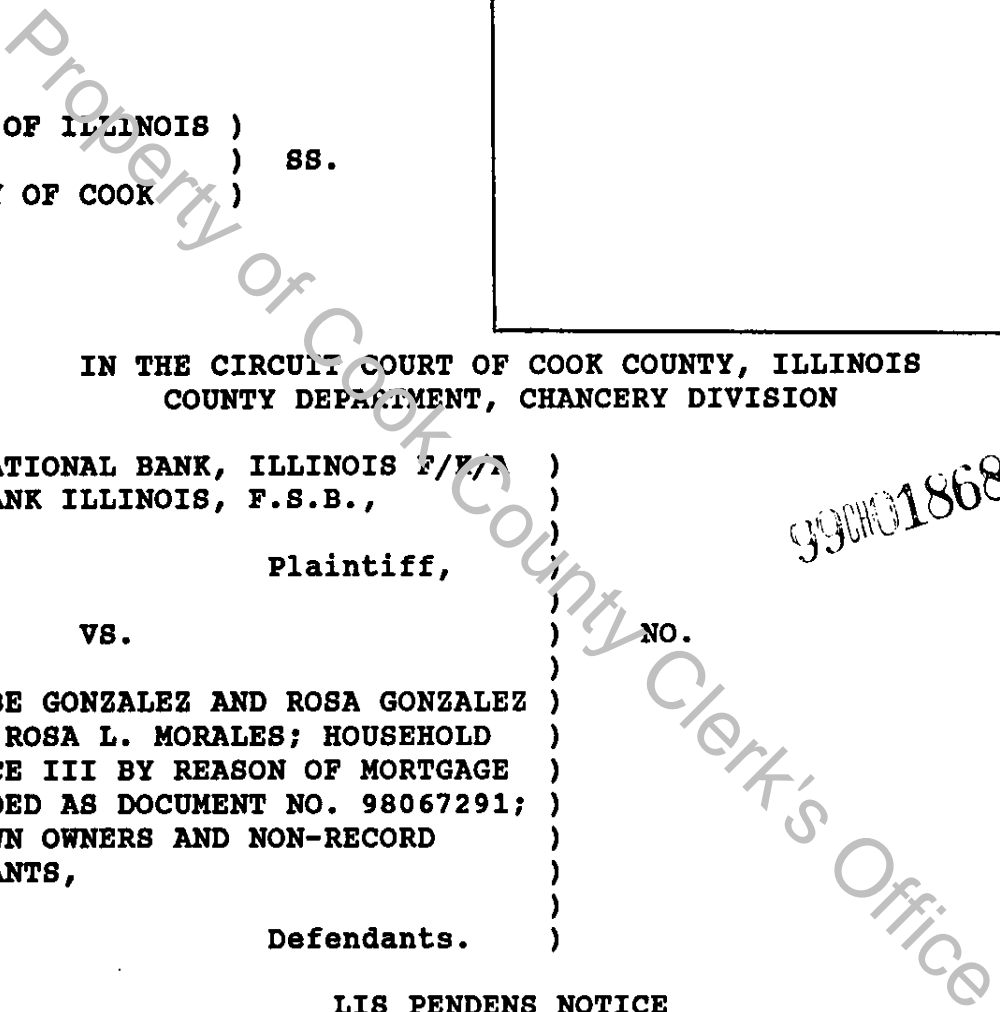 OF ILLINOIS )
) SS.
OF COOK )
IN THE CIRCUIT COURT OF COOK COUNTY, ILLINOIS
COUNTY DEPARTMENT, CHANCERY DIVISION
ATIONAL BANK, ILLINOIS F/K/A )
ANK ILLINOIS, F.S.B., )
)
Plaintiff, )
)
VS. ) NO.
99CH01868
)
BE GONZALEZ AND ROSA GONZALEZ )
ROSA L. MORALES; HOUSEHOLD )
CE III BY REASON OF MORTGAGE )
DED AS DOCUMENT NO. 98067291; )
WN OWNERS AND NON-RECORD )
ANTS, )
)
Defendants. )
LIS PENDENS NOTICE
Property of Cook County Clerk's Office